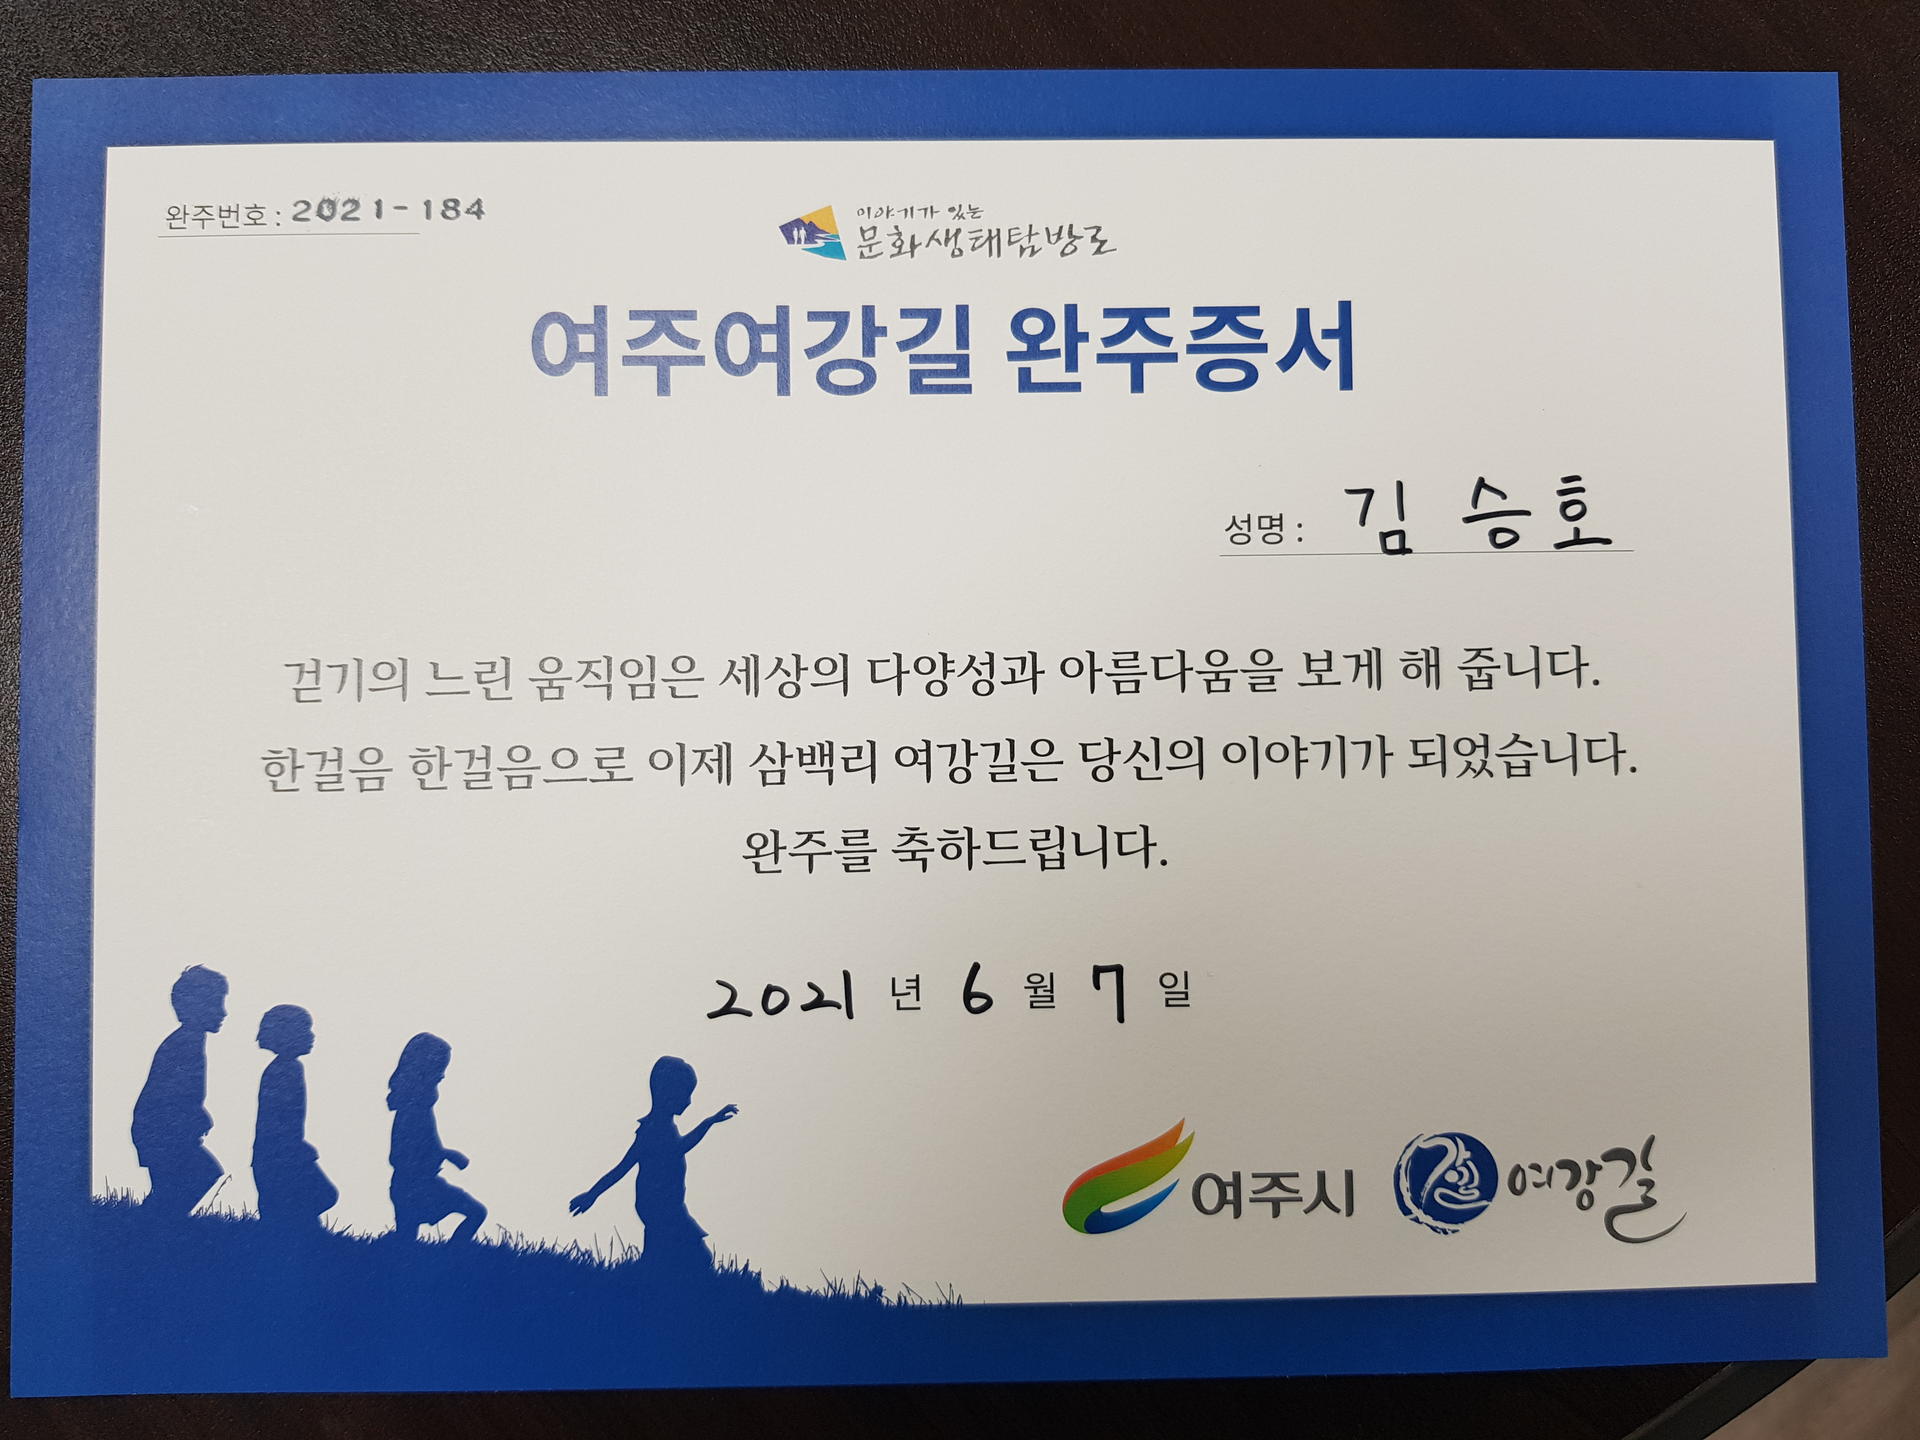 완주번호 : 2021-184
이야기가 있는
문화생태탐방로
여주여강길 완주증서
성명 : 김 승호
걷기의 느린 움직임은 세상의 다양성과 아름다움을 보게 해 줍니다.
한걸음 한걸음으로 이제 삼백리 여강길은 당신의 이야기가 되었습니다.
완주를 축하드립니다.
2021 년 6 월 7 일
여주시
여강길